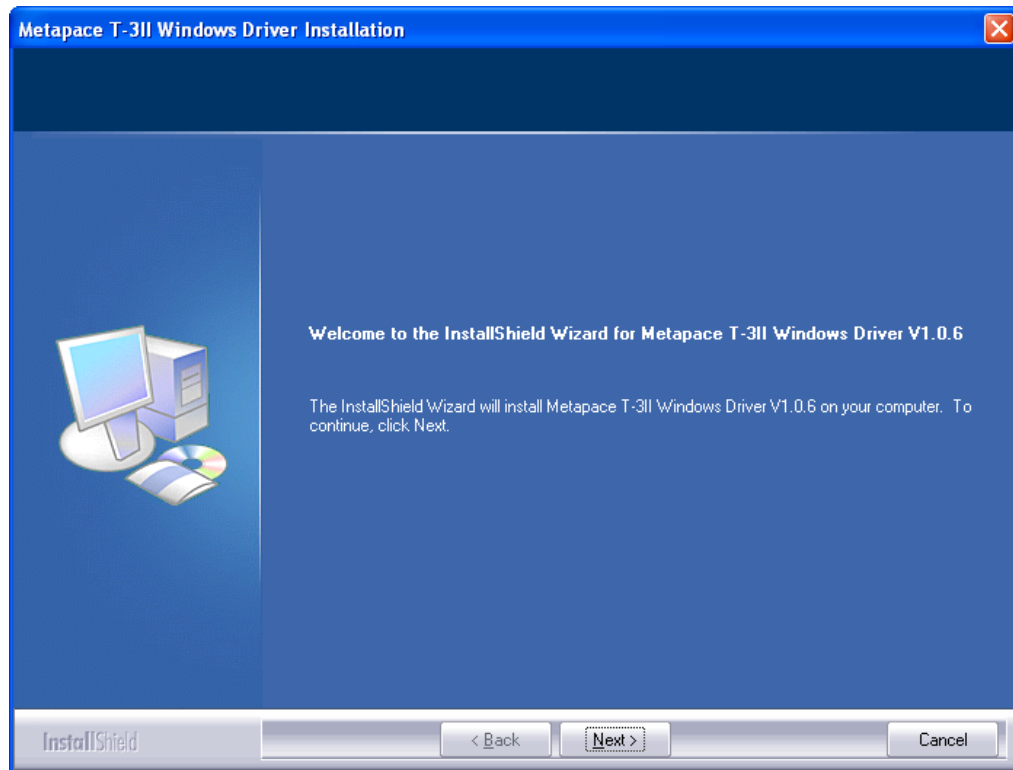 Metapace T-3II Windows Driver Installation
Welcome to the InstallShield Wizard for Metapace T-3II Windows Driver V1.0.6
The InstallShield Wizard will install Metapace T-3II Windows Driver V1.0.6 on your computer. To
continue, click Next.
InstallShield
< Back
Next >
Cancel